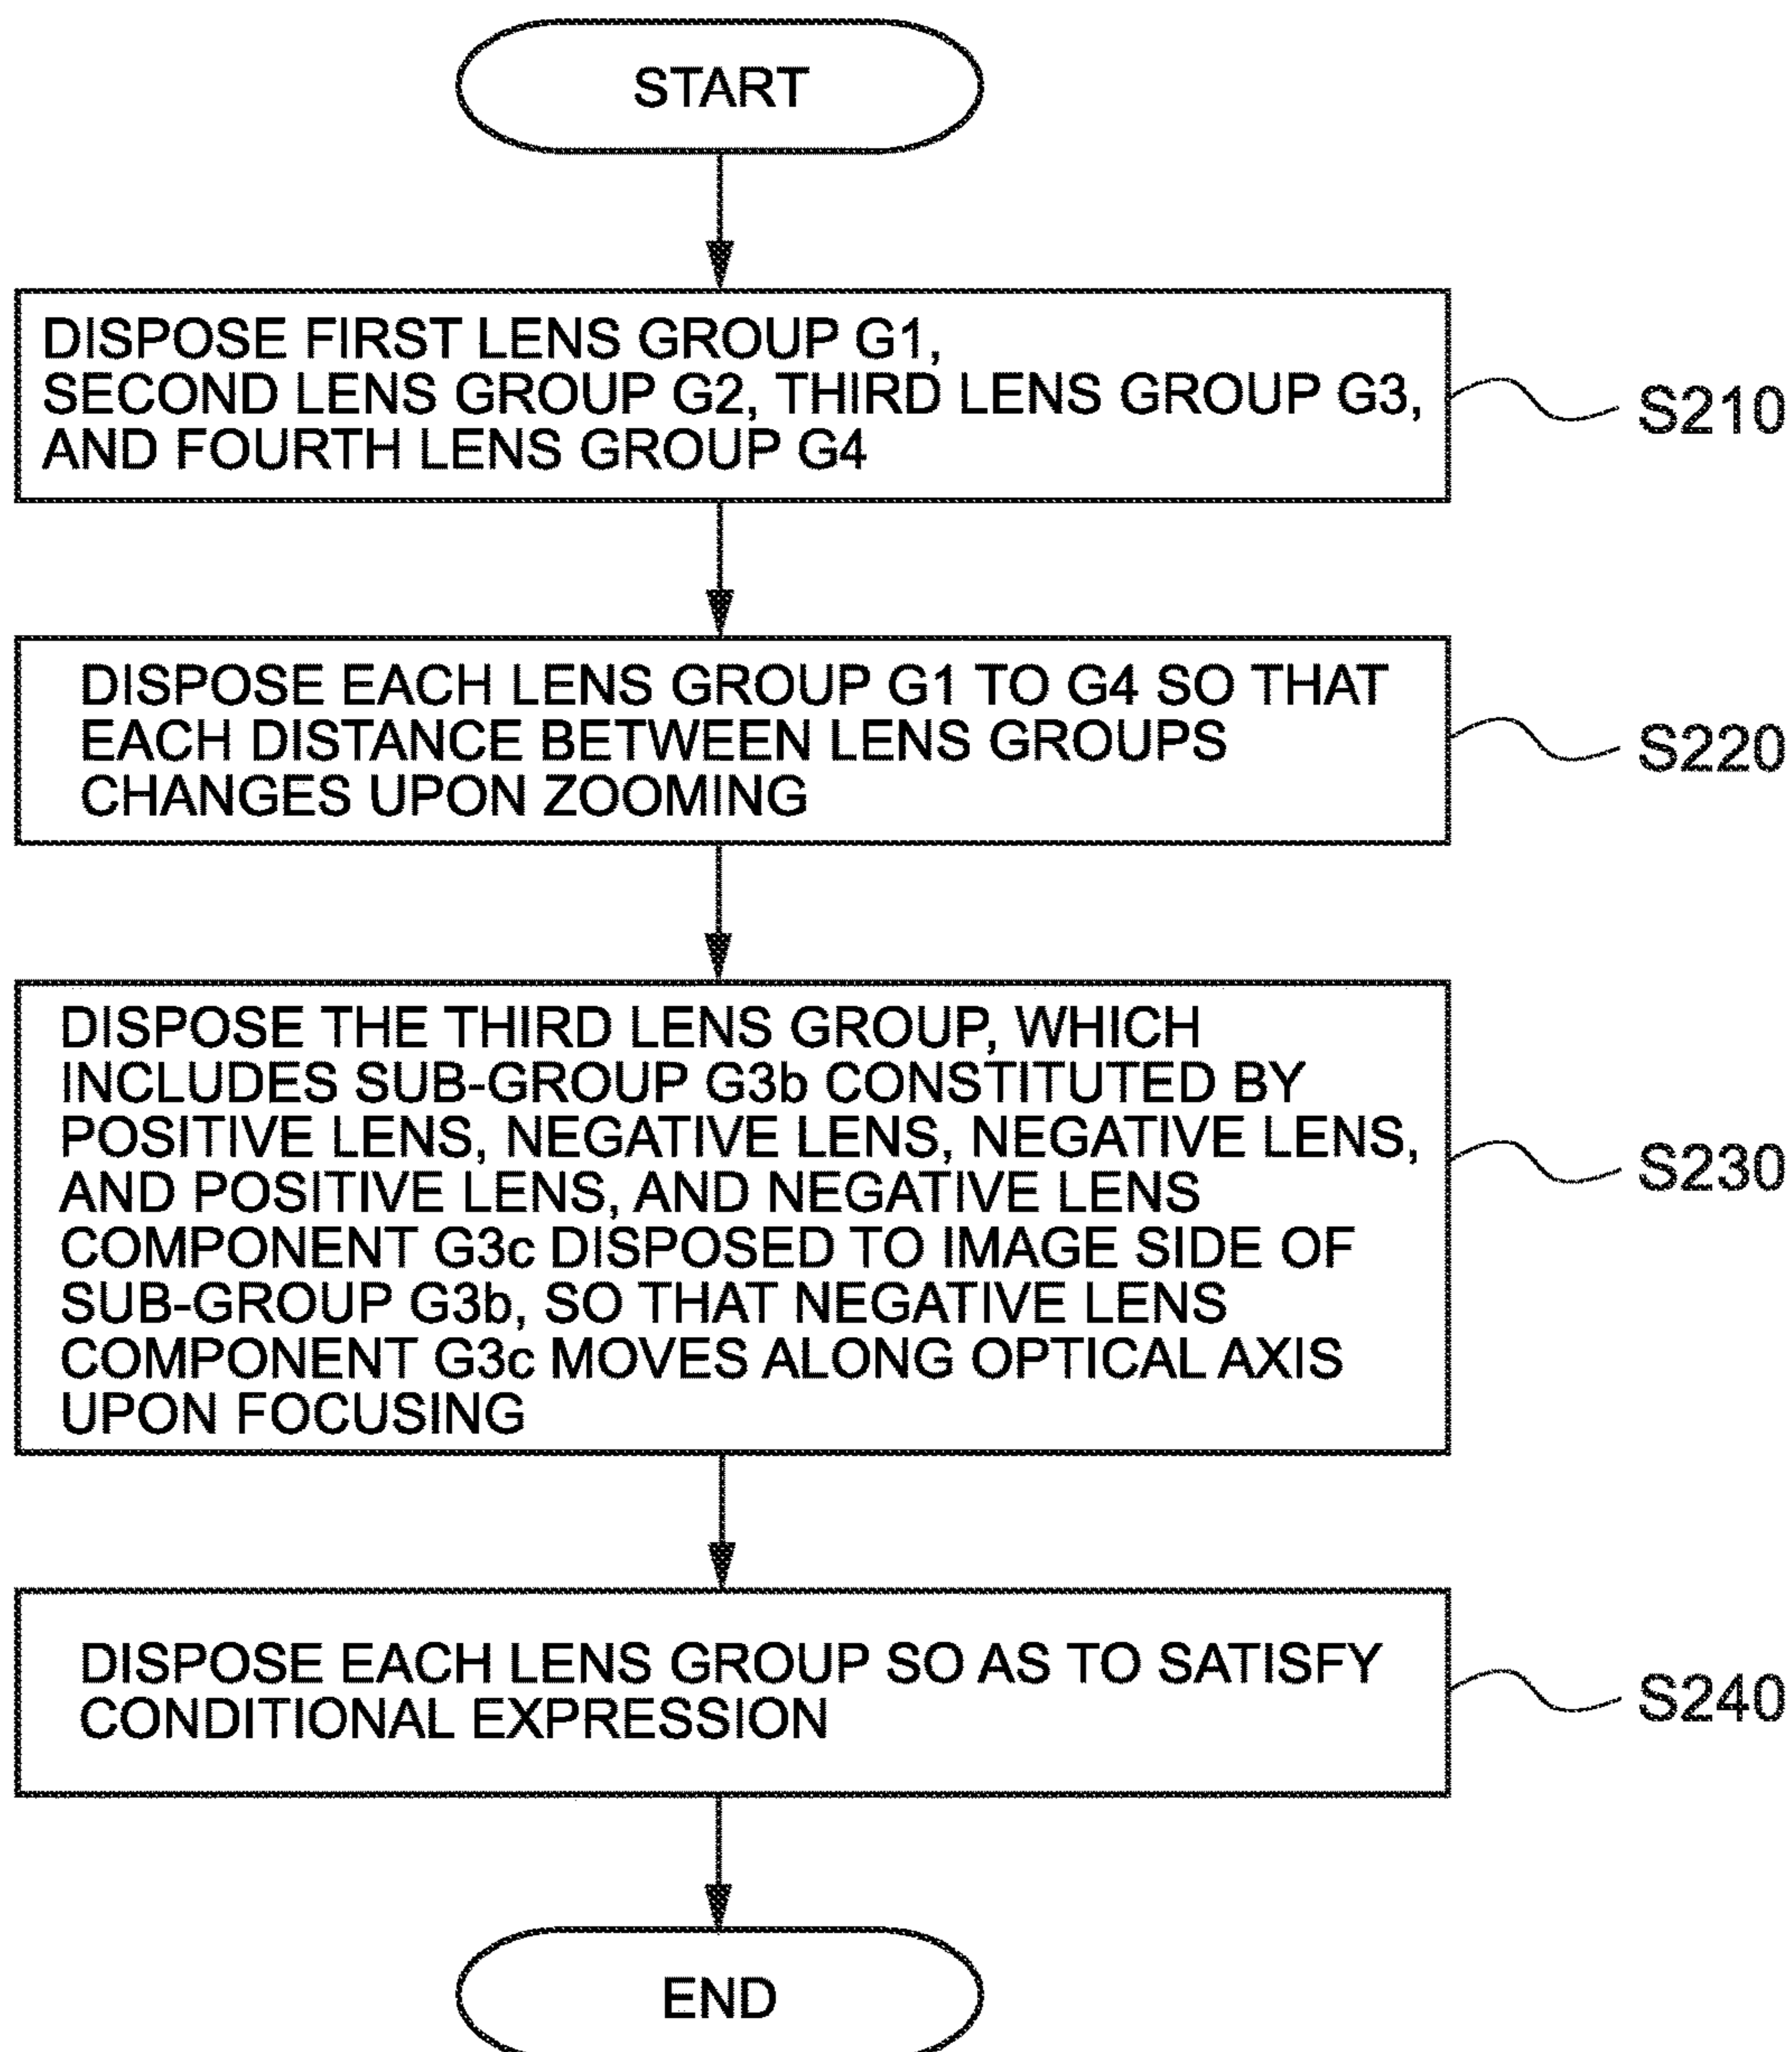 START
DISPOSE FIRST LENS GROUP G1,
SECOND LENS GROUP G2, THIRD LENS GROUP G3,
AND FOURTH LENS GROUP G4
S210
DISPOSE EACH LENS GROUP G1 TO G4 SO THAT
EACH DISTANCE BETWEEN LENS GROUPS
CHANGES UPON ZOOMING
S220
DISPOSE THE THIRD LENS GROUP, WHICH
INCLUDES SUB-GROUP G3b CONSTITUTED BY
POSITIVE LENS, NEGATIVE LENS, NEGATIVE LENS,
AND POSITIVE LENS, AND NEGATIVE LENS
COMPONENT G3c DISPOSED TO IMAGE SIDE OF
SUB-GROUP G3b, SO THAT NEGATIVE LENS
COMPONENT G3c MOVES ALONG OPTICAL AXIS
UPON FOCUSING
S230
DISPOSE EACH LENS GROUP SO AS TO SATISFY
CONDITIONAL EXPRESSION
S240
END